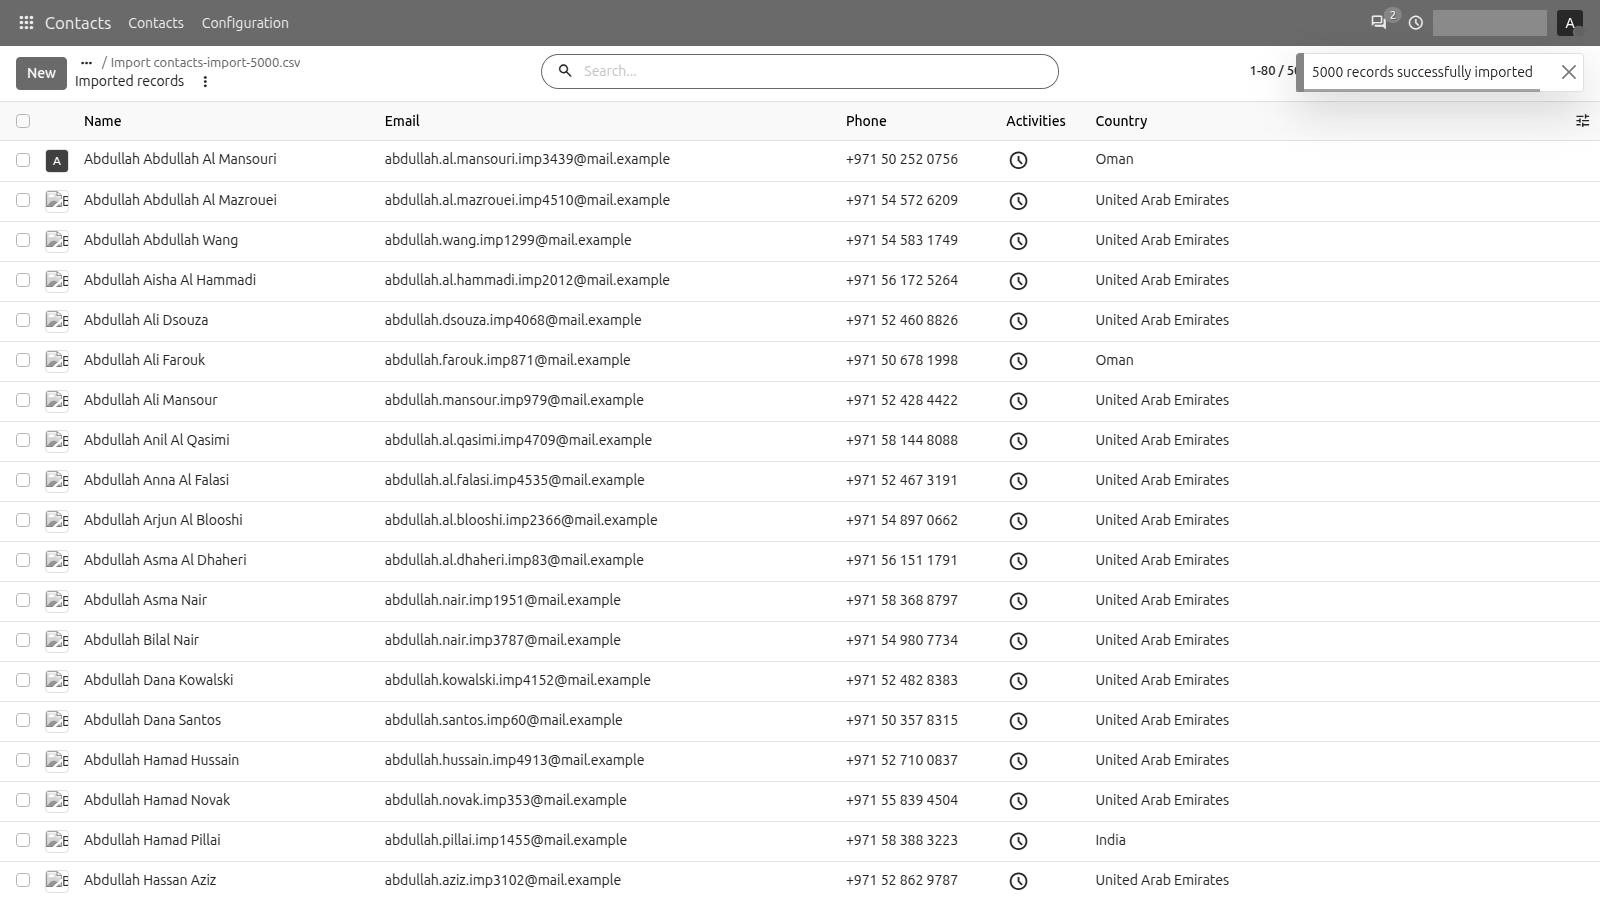 Contacts Contacts Configuration 2 A
New ... / Import contacts-import-5000.csv
Imported records
Search...
1-80 /
5000 records successfully imported
Name Email Phone Activities Country
A Abdullah Abdullah Al Mansouri abdullah.al.mansouri.imp3439@mail.example +971 50 252 0756 Oman
Abdullah Abdullah Al Mazrouei abdullah.al.mazrouei.imp4510@mail.example +971 54 572 6209 United Arab Emirates
Abdullah Abdullah Wang abdullah.wang.imp1299@mail.example +971 54 583 1749 United Arab Emirates
Abdullah Aisha Al Hammadi abdullah.al.hammadi.imp2012@mail.example +971 56 172 5264 United Arab Emirates
Abdullah Ali Dsouza abdullah.dsouza.imp4068@mail.example +971 52 460 8826 United Arab Emirates
Abdullah Ali Farouk abdullah.farouk.imp871@mail.example +971 50 678 1998 Oman
Abdullah Ali Mansour abdullah.mansour.imp979@mail.example +971 52 428 4422 United Arab Emirates
Abdullah Anil Al Qasimi abdullah.al.qasimi.imp4709@mail.example +971 58 144 8088 United Arab Emirates
Abdullah Anna Al Falasi abdullah.al.falasi.imp4535@mail.example +971 52 467 3191 United Arab Emirates
Abdullah Arjun Al Blooshi abdullah.al.blooshi.imp2366@mail.example +971 54 897 0662 United Arab Emirates
Abdullah Asma Al Dhaheri abdullah.al.dhaheri.imp83@mail.example +971 56 151 1791 United Arab Emirates
Abdullah Asma Nair abdullah.nair.imp1951@mail.example +971 58 368 8797 United Arab Emirates
Abdullah Bilal Nair abdullah.nair.imp3787@mail.example +971 54 980 7734 United Arab Emirates
Abdullah Dana Kowalski abdullah.kowalski.imp4152@mail.example +971 52 482 8383 United Arab Emirates
Abdullah Dana Santos abdullah.santos.imp60@mail.example +971 50 357 8315 United Arab Emirates
Abdullah Hamad Hussain abdullah.hussain.imp4913@mail.example +971 52 710 0837 United Arab Emirates
Abdullah Hamad Novak abdullah.novak.imp353@mail.example +971 55 839 4504 United Arab Emirates
Abdullah Hamad Pillai abdullah.pillai.imp1455@mail.example +971 58 388 3223 India
Abdullah Hassan Aziz abdullah.aziz.imp3102@mail.example +971 52 862 9787 United Arab Emirates